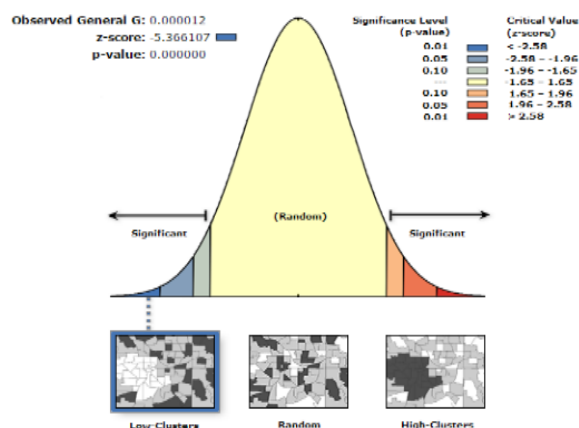 Observed General G: 0.000012
z-score: -5.366107
p-value: 0.000000
Significance Level
(p-value)
Critical Value
(z-score)
0.01 < -2.58
0.05 -2.58 – -1.96
0.10 -1.96 – -1.65
--- -1.65 – 1.65
0.10 1.65 – 1.96
0.05 1.96 – 2.58
0.01 > 2.58
Significant
(Random)
Significant
Low-Clusters
Random
High-Clusters